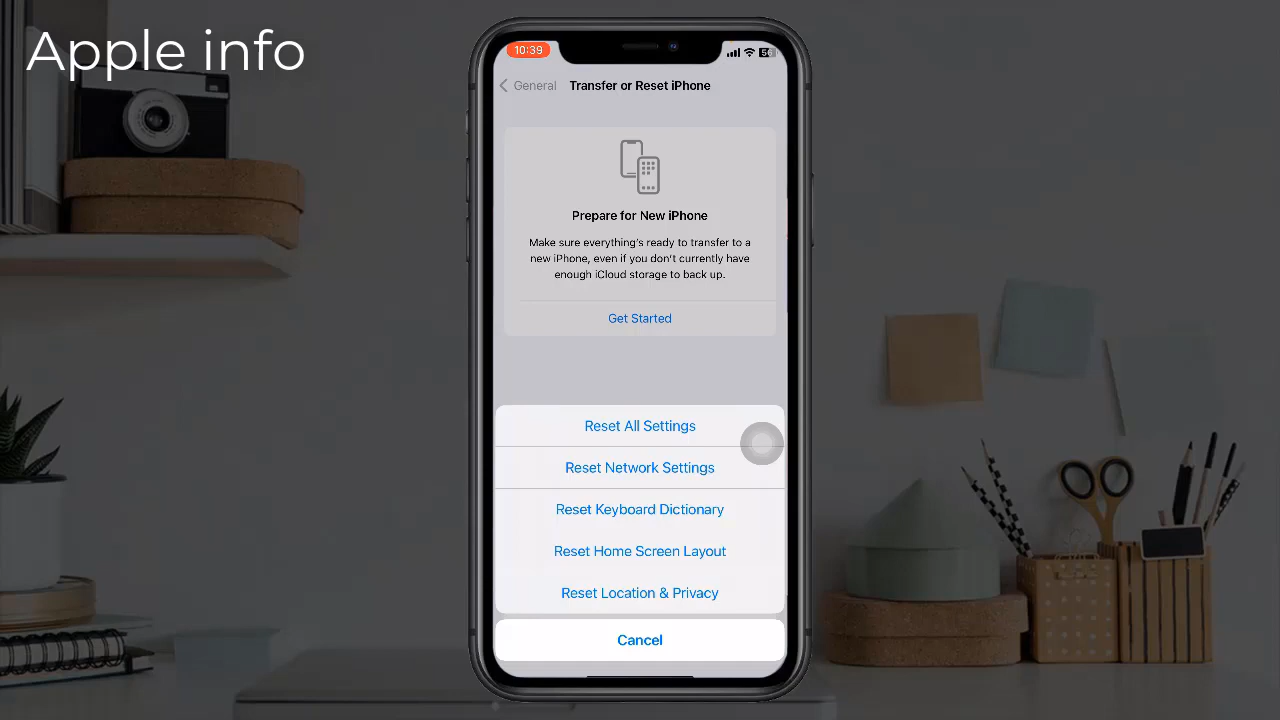 Apple info
10:39
General
Transfer or Reset iPhone
Prepare for New iPhone
Make sure everything's ready to transfer to a
new iPhone, even if you don't currently have
enough iCloud storage to back up.
Get Started
Reset All Settings
Reset Network Settings
Reset Keyboard Dictionary
Reset Home Screen Layout
Reset Location & Privacy
Cancel